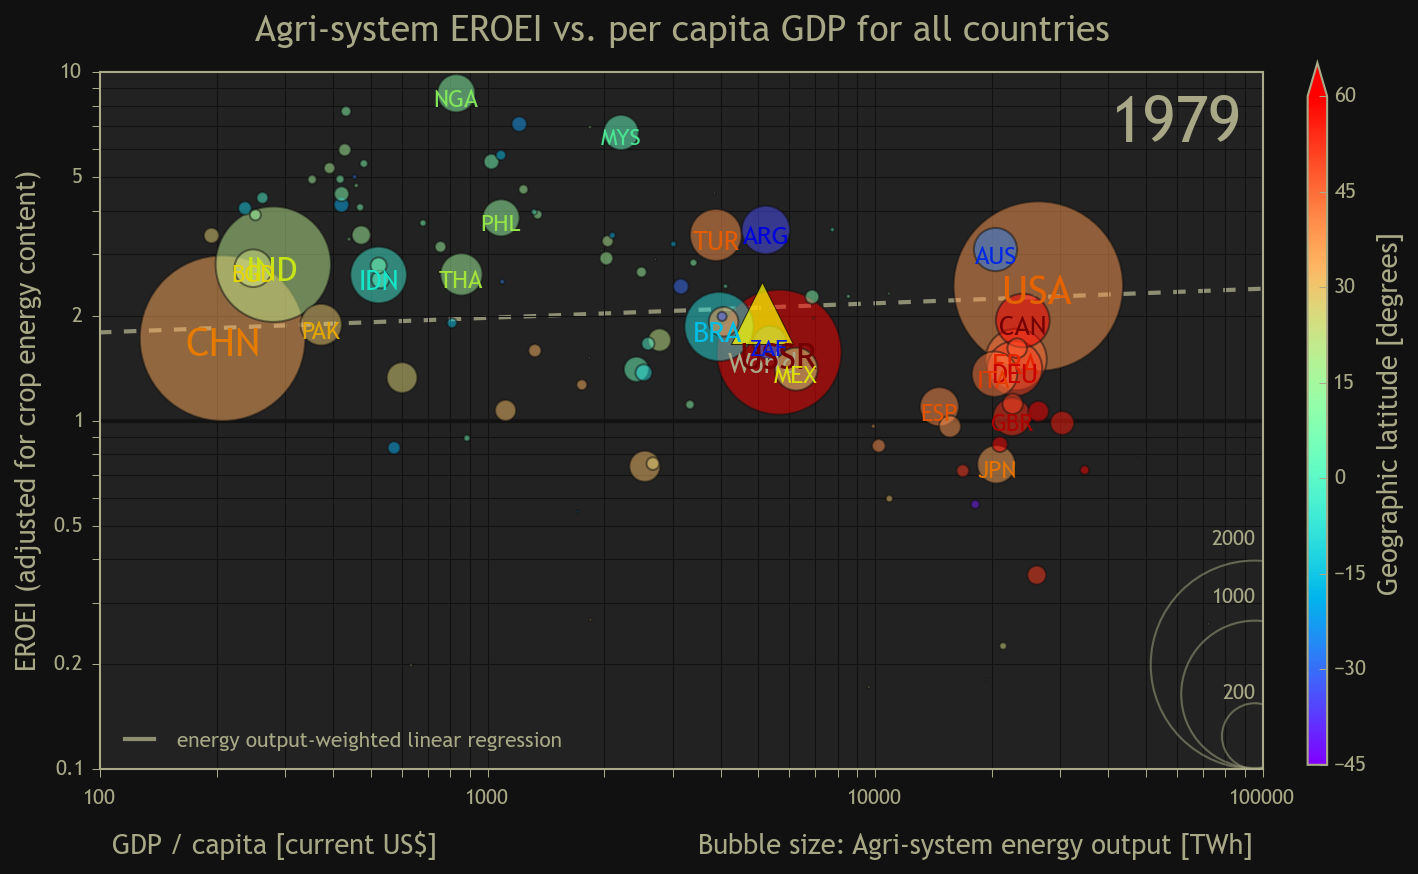 Agri-system EROEI vs. per capita GDP for all countries
1979
EROEI (adjusted for crop energy content)
10
5
2
1
0.5
0.2
0.1
NGA
MYS
PHL
TUR
ARG
AUS
IND
IDN
THA
USA
CHN
PAK
BRA
ZAF
CAN
MEX
DEU
ITA
ESP
GBR
JPN
2000
1000
200
energy output-weighted linear regression
100
1000
10000
100000
GDP / capita [current US$]
Bubble size: Agri-system energy output [TWh]
60
45
30
15
0
−15
−30
−45
Geographic latitude [degrees]